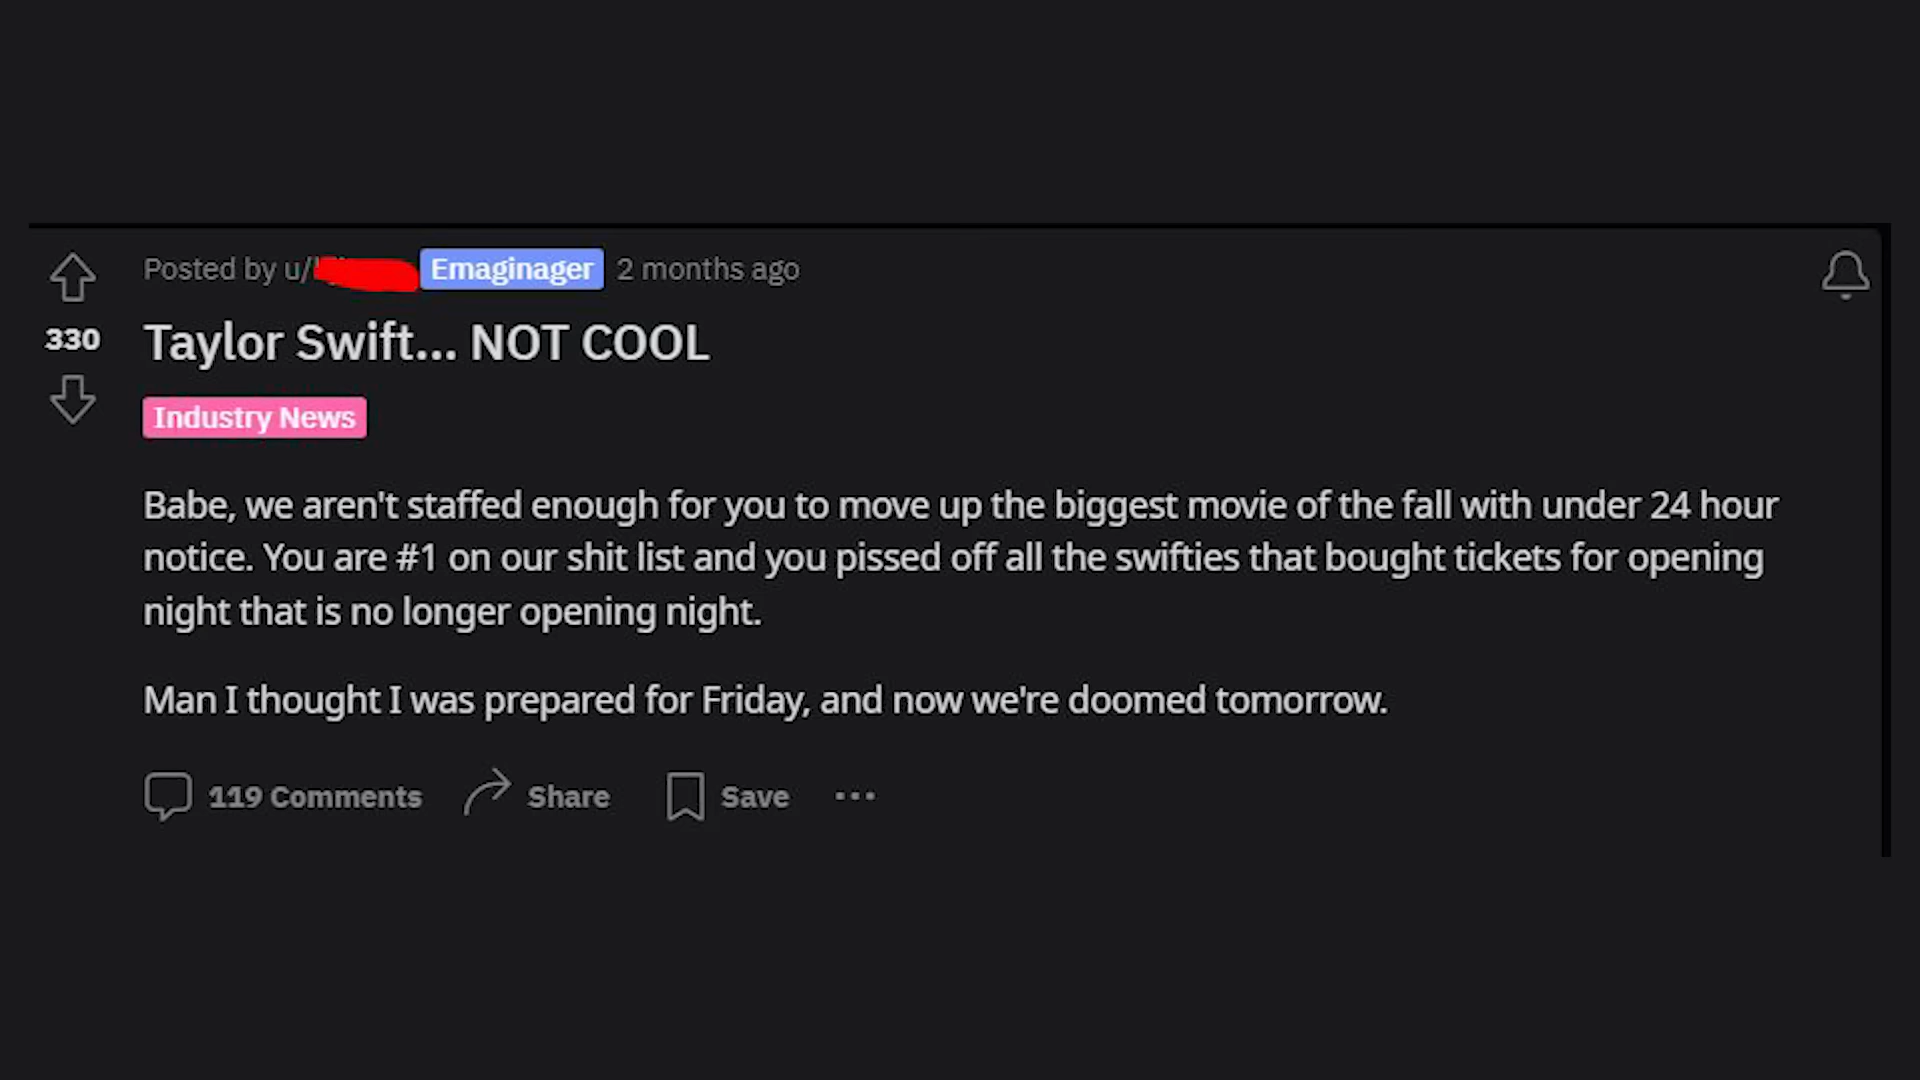 Posted by u/ Emaginager 2 months ago
330
Taylor Swift... NOT COOL
Industry News
Babe, we aren't staffed enough for you to move up the biggest movie of the fall with under 24 hour
notice. You are #1 on our shit list and you pissed off all the swifties that bought tickets for opening
night that is no longer opening night.
Man I thought I was prepared for Friday, and now we're doomed tomorrow.
119 Comments Share Save ...